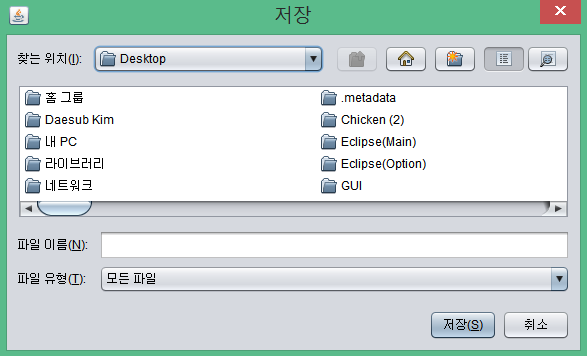 저장
찾는 위치(I): Desktop
홈 그룹
Daesub Kim
내 PC
라이브러리
네트워크
.metadata
Chicken (2)
Eclipse(Main)
Eclipse(Option)
GUI
파일 이름(N):
파일 유형(T): 모든 파일
저장(S) 취소